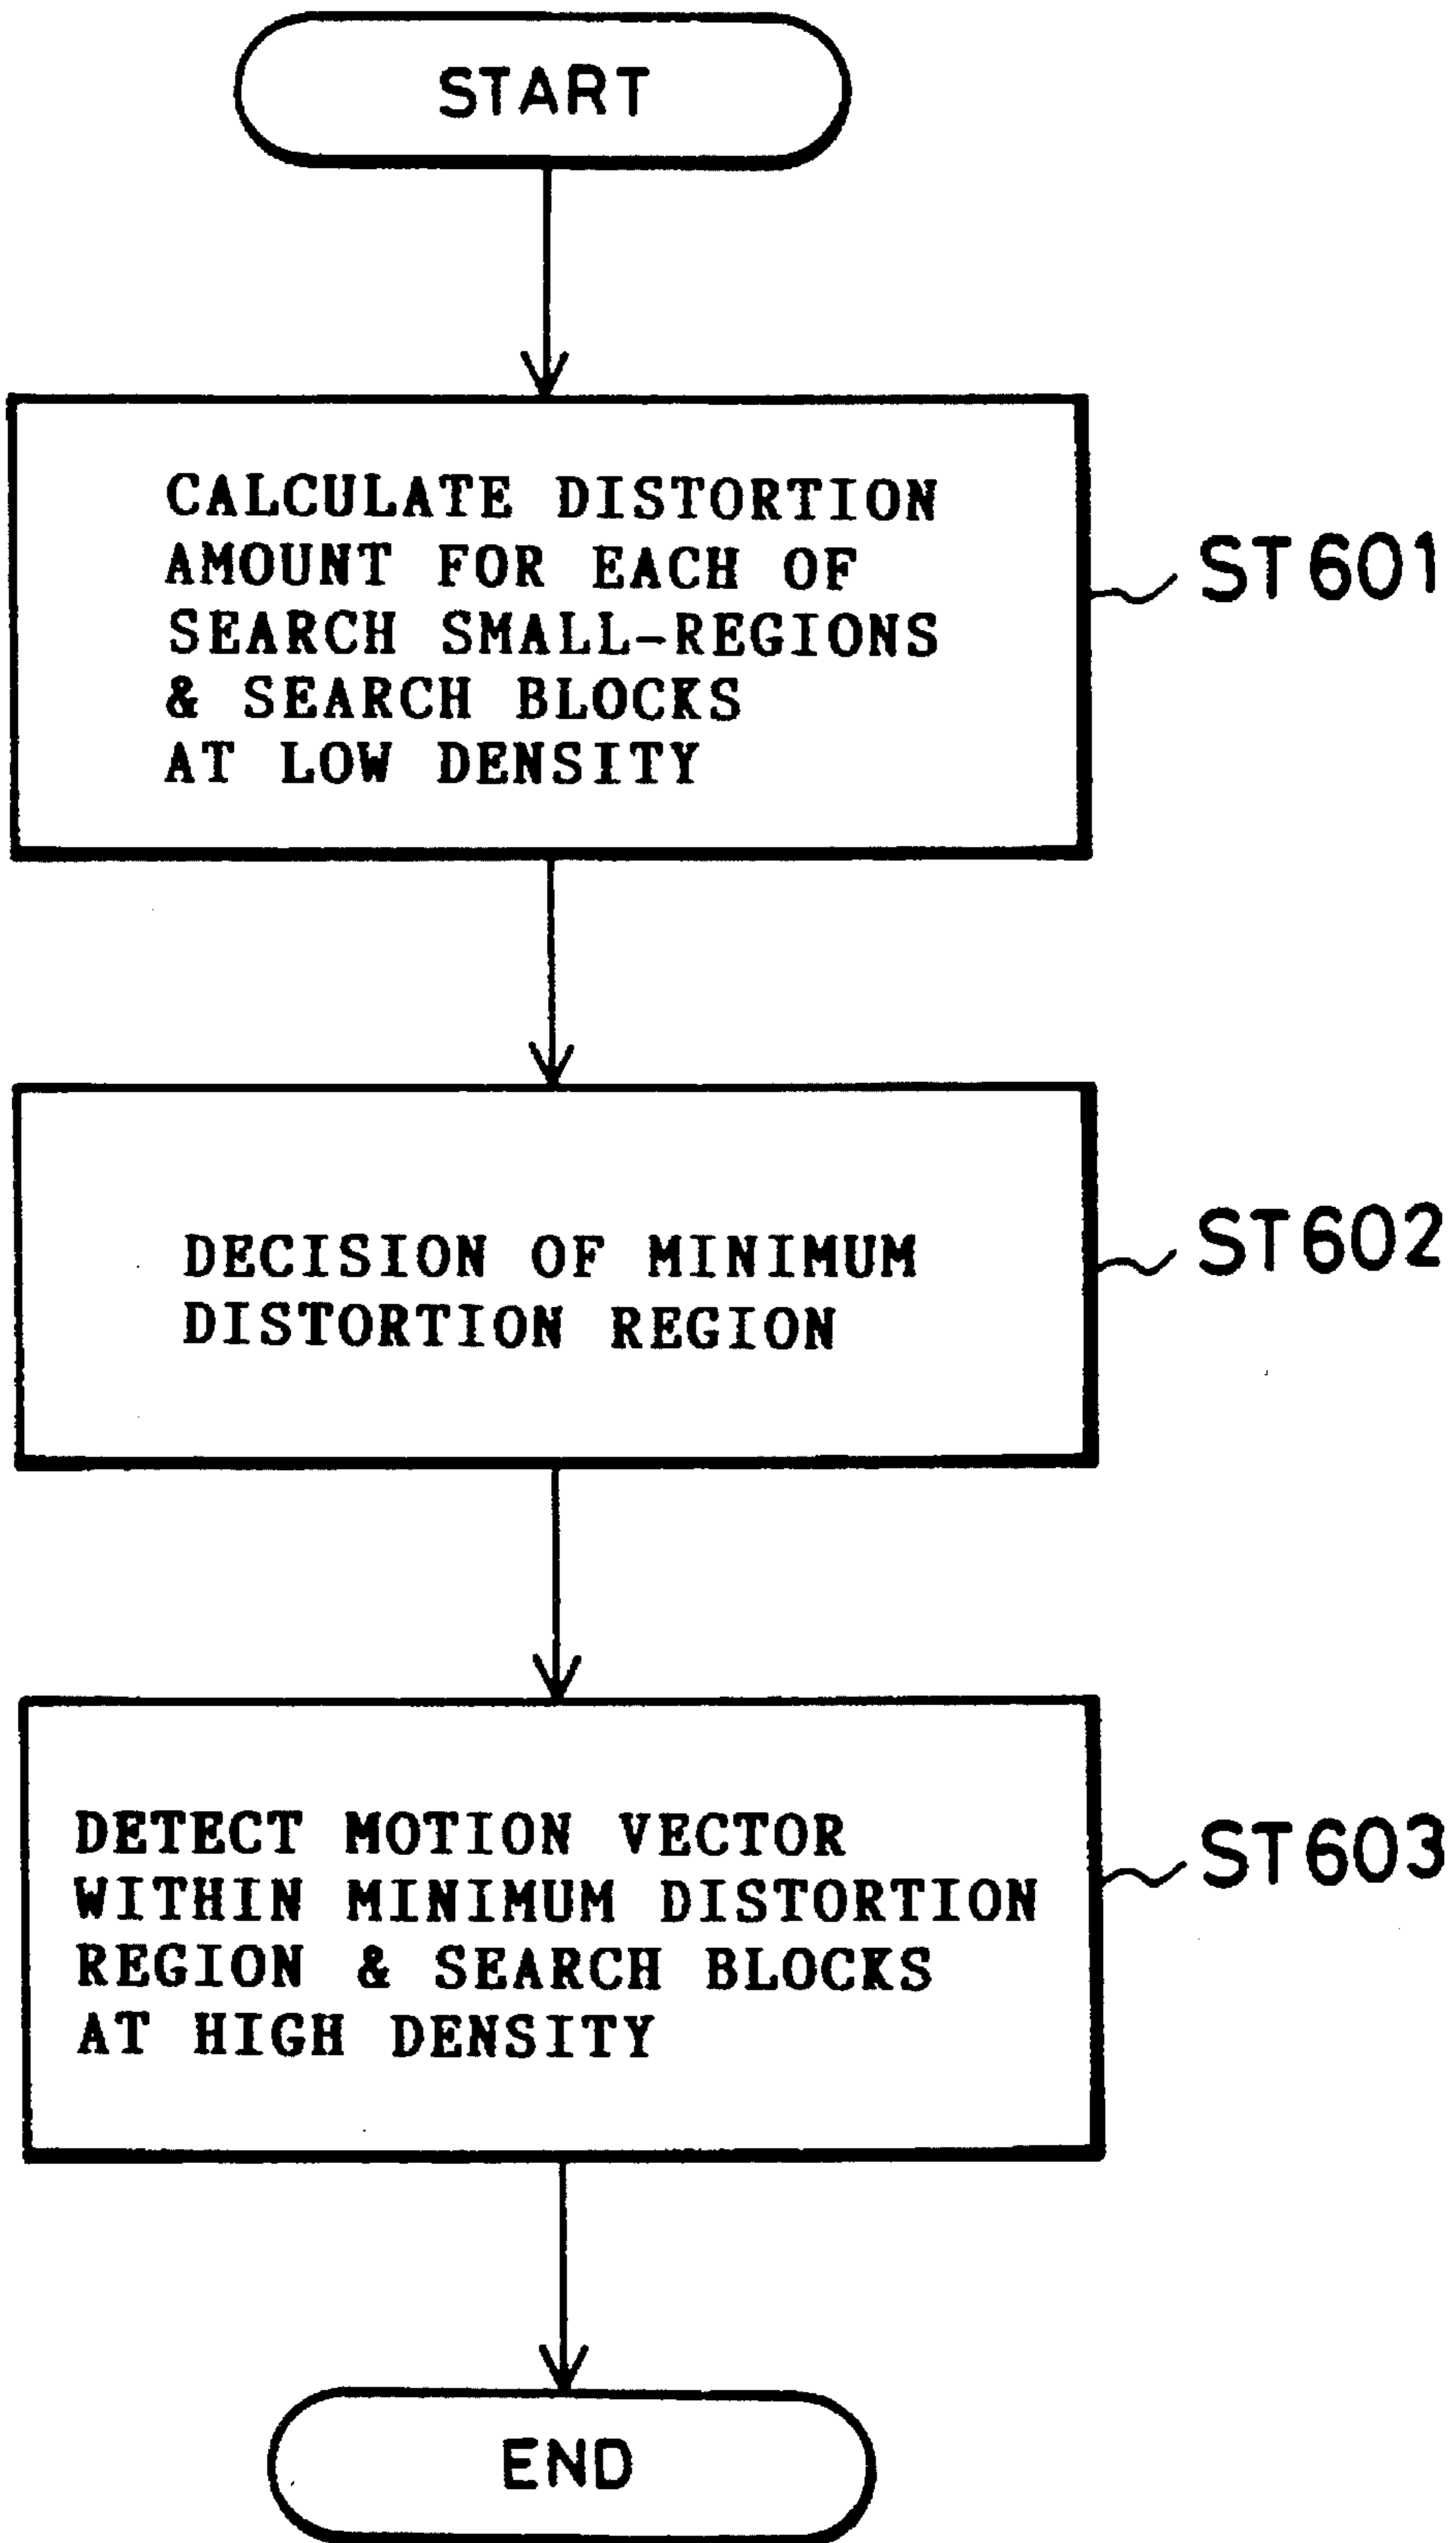 START
CALCULATE DISTORTION
AMOUNT FOR EACH OF
SEARCH SMALL-REGIONS
& SEARCH BLOCKS
AT LOW DENSITY
ST601
DECISION OF MINIMUM
DISTORTION REGION
ST602
DETECT MOTION VECTOR
WITHIN MINIMUM DISTORTION
REGION & SEARCH BLOCKS
AT HIGH DENSITY
ST603
END